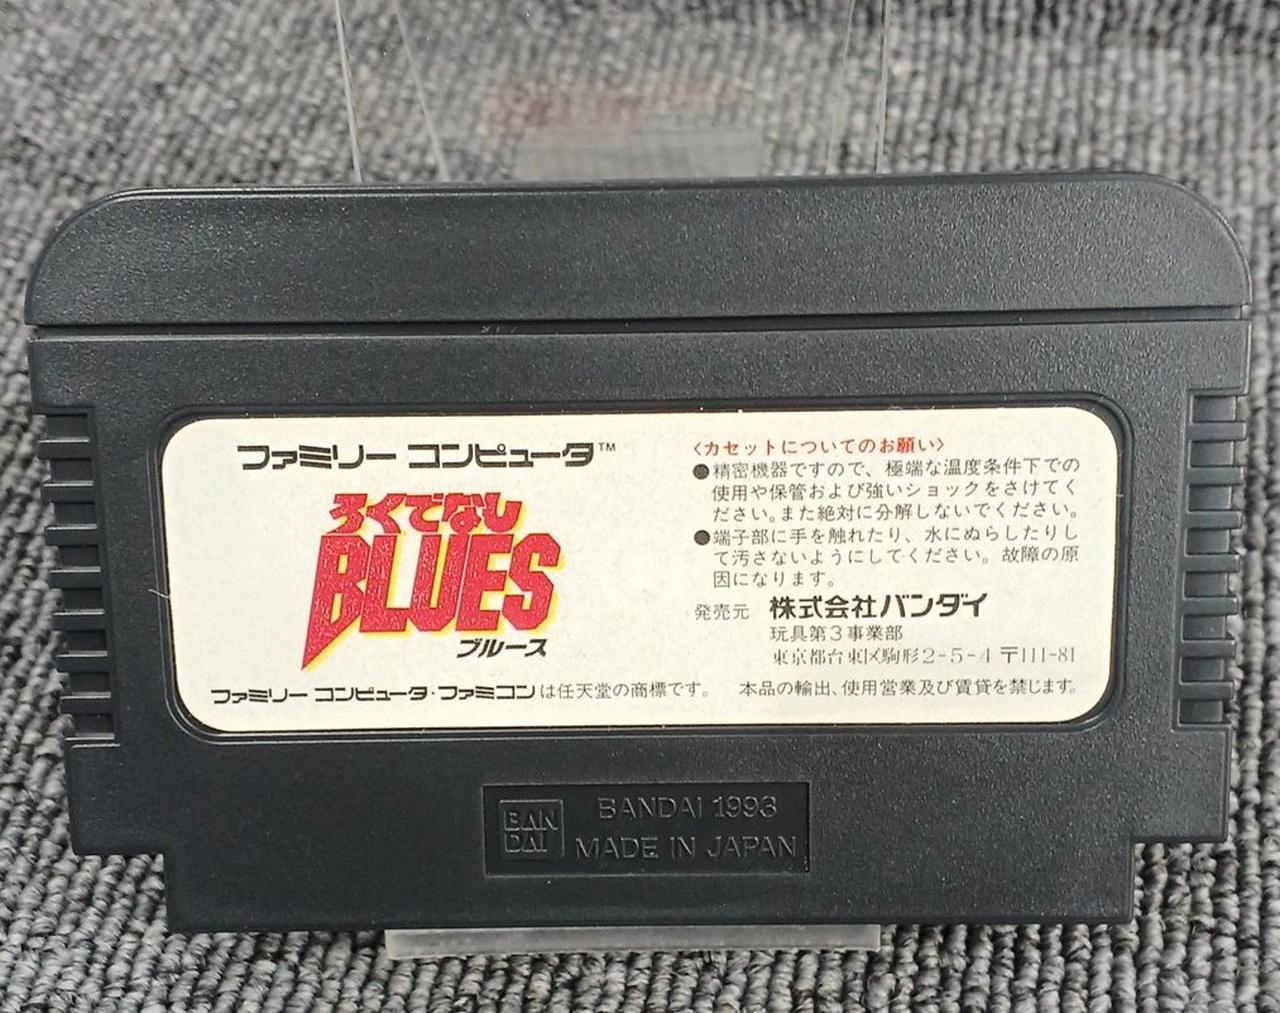 ファミリー コンピュータ™
ろくでなし
BLUES
ブルース
〈カセットについてのお願い〉
●精密機器ですので、極端な温度条件下での
使用や保管および強いショックをさけてく
ださい。また絶対に分解しないでください。
●端子部に手を触れたり、水にぬらしたりし
て汚さないようにしてください。故障の原
因になります。
発売元 株式会社バンダイ
玩具第3事業部
東京都台東区駒形2-5-4 〒111-81
ファミリー コンピュータ・ファミコンは任天堂の商標です。 本品の輸出、使用営業及び賃貸を禁じます。
BAN
DAI
BANDAI 1993
MADE IN JAPAN